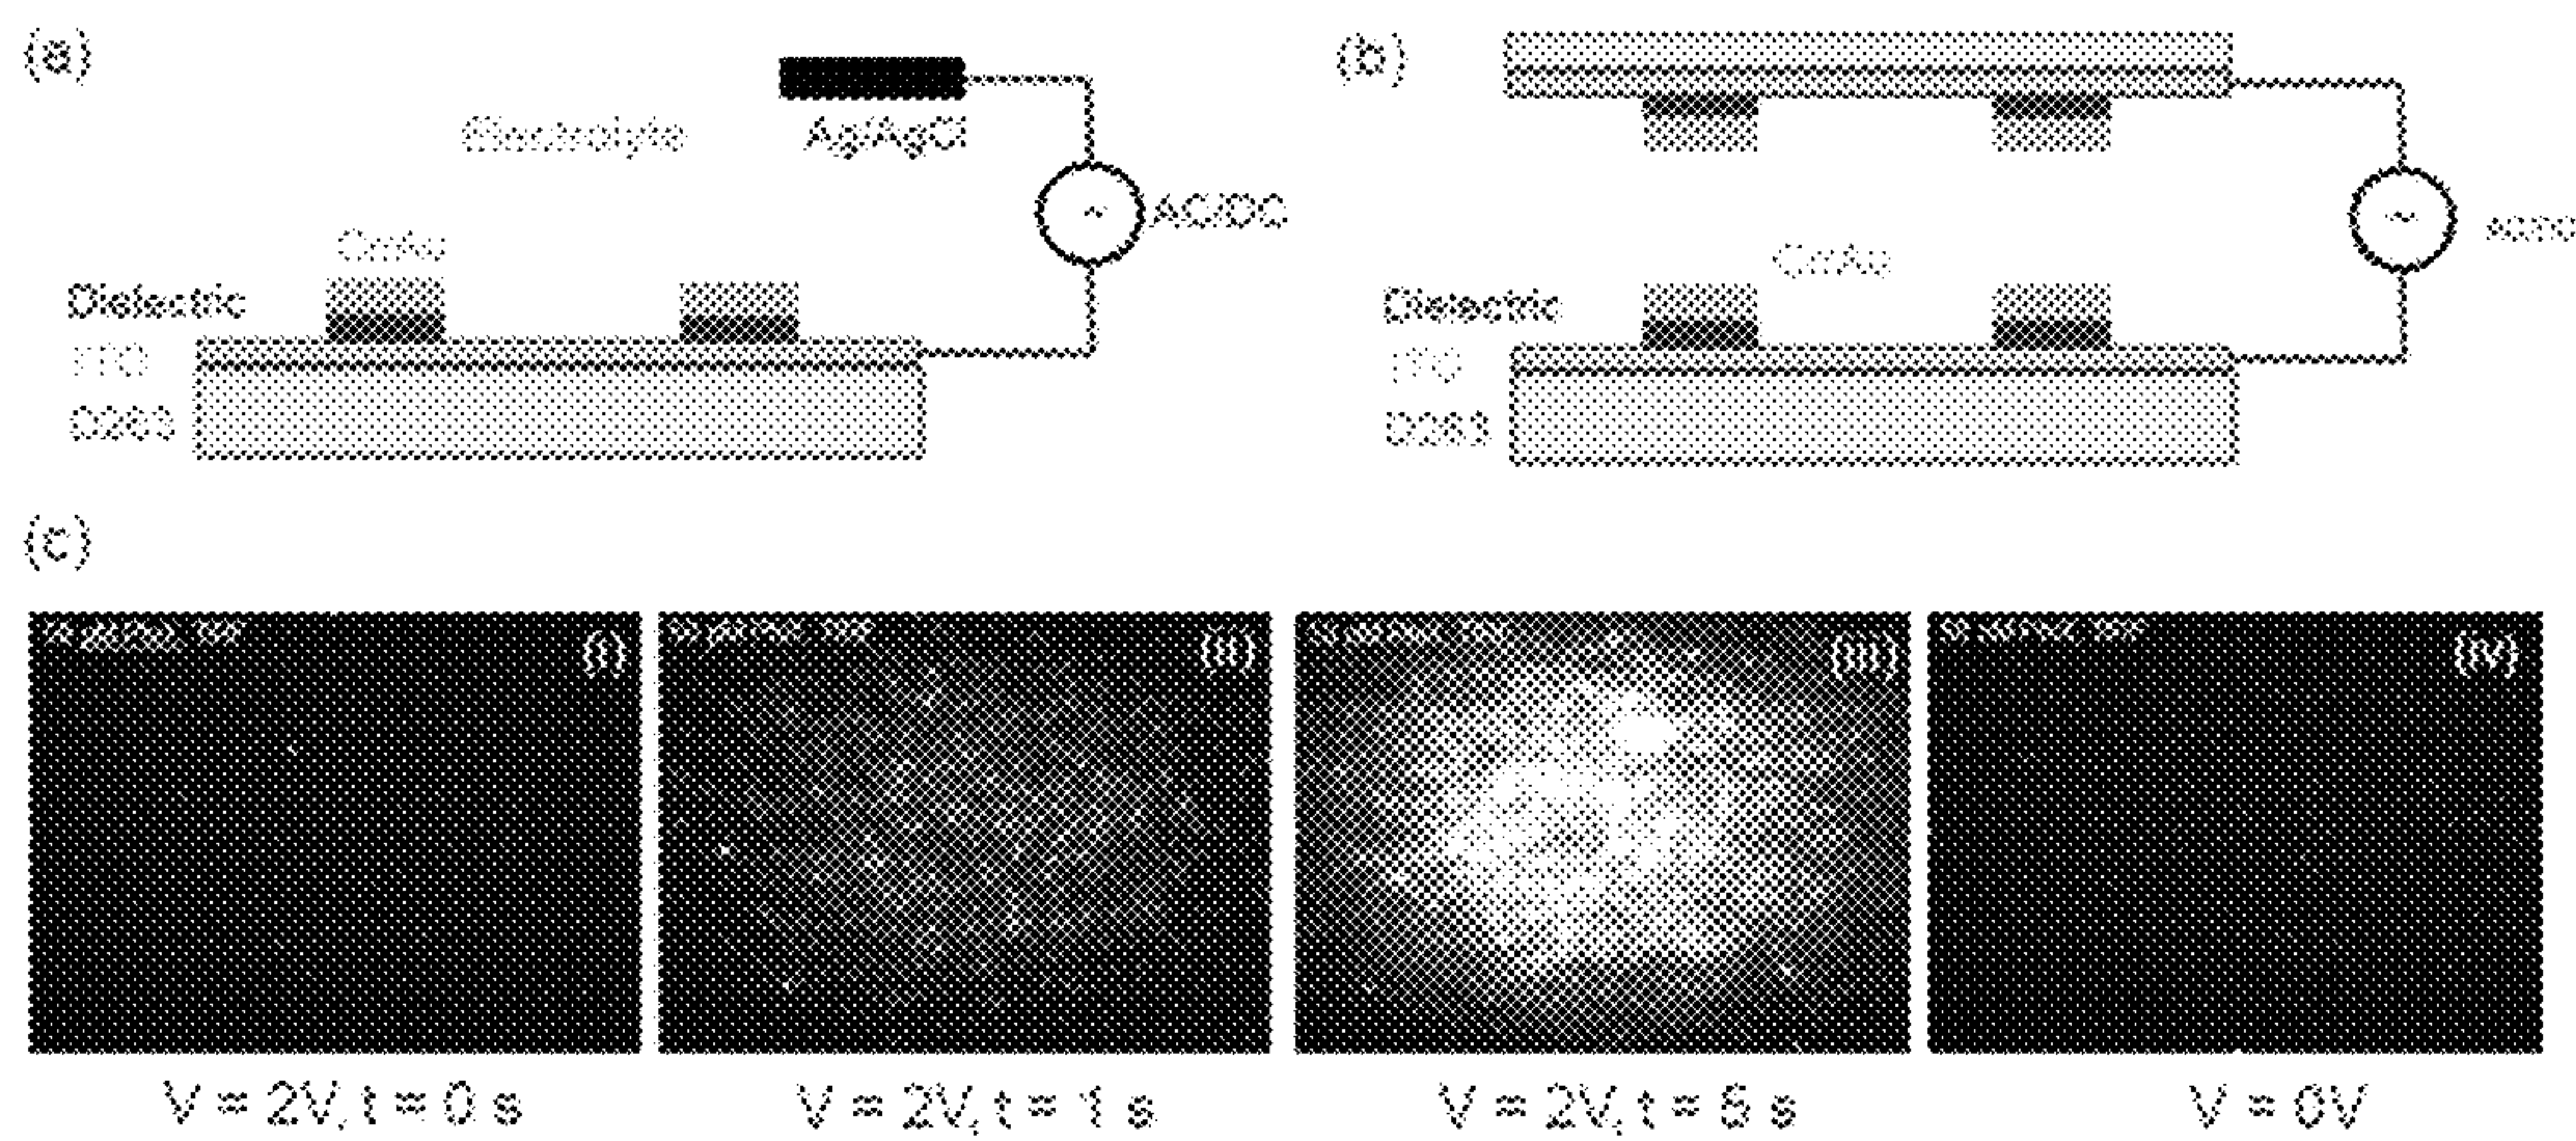 (a)
(b)
Electrolyte
Ag/AgCl
AC/DC
Cr/Au
Dielectric
ITO
D263
Cr/Au
Dielectric
ITO
D263
(c)
(i)
(ii)
(iii)
(iv)
V = 2V, t = 0 s
V = 2V, t = 1 s
V = 2V, t = 5 s
V = 0V